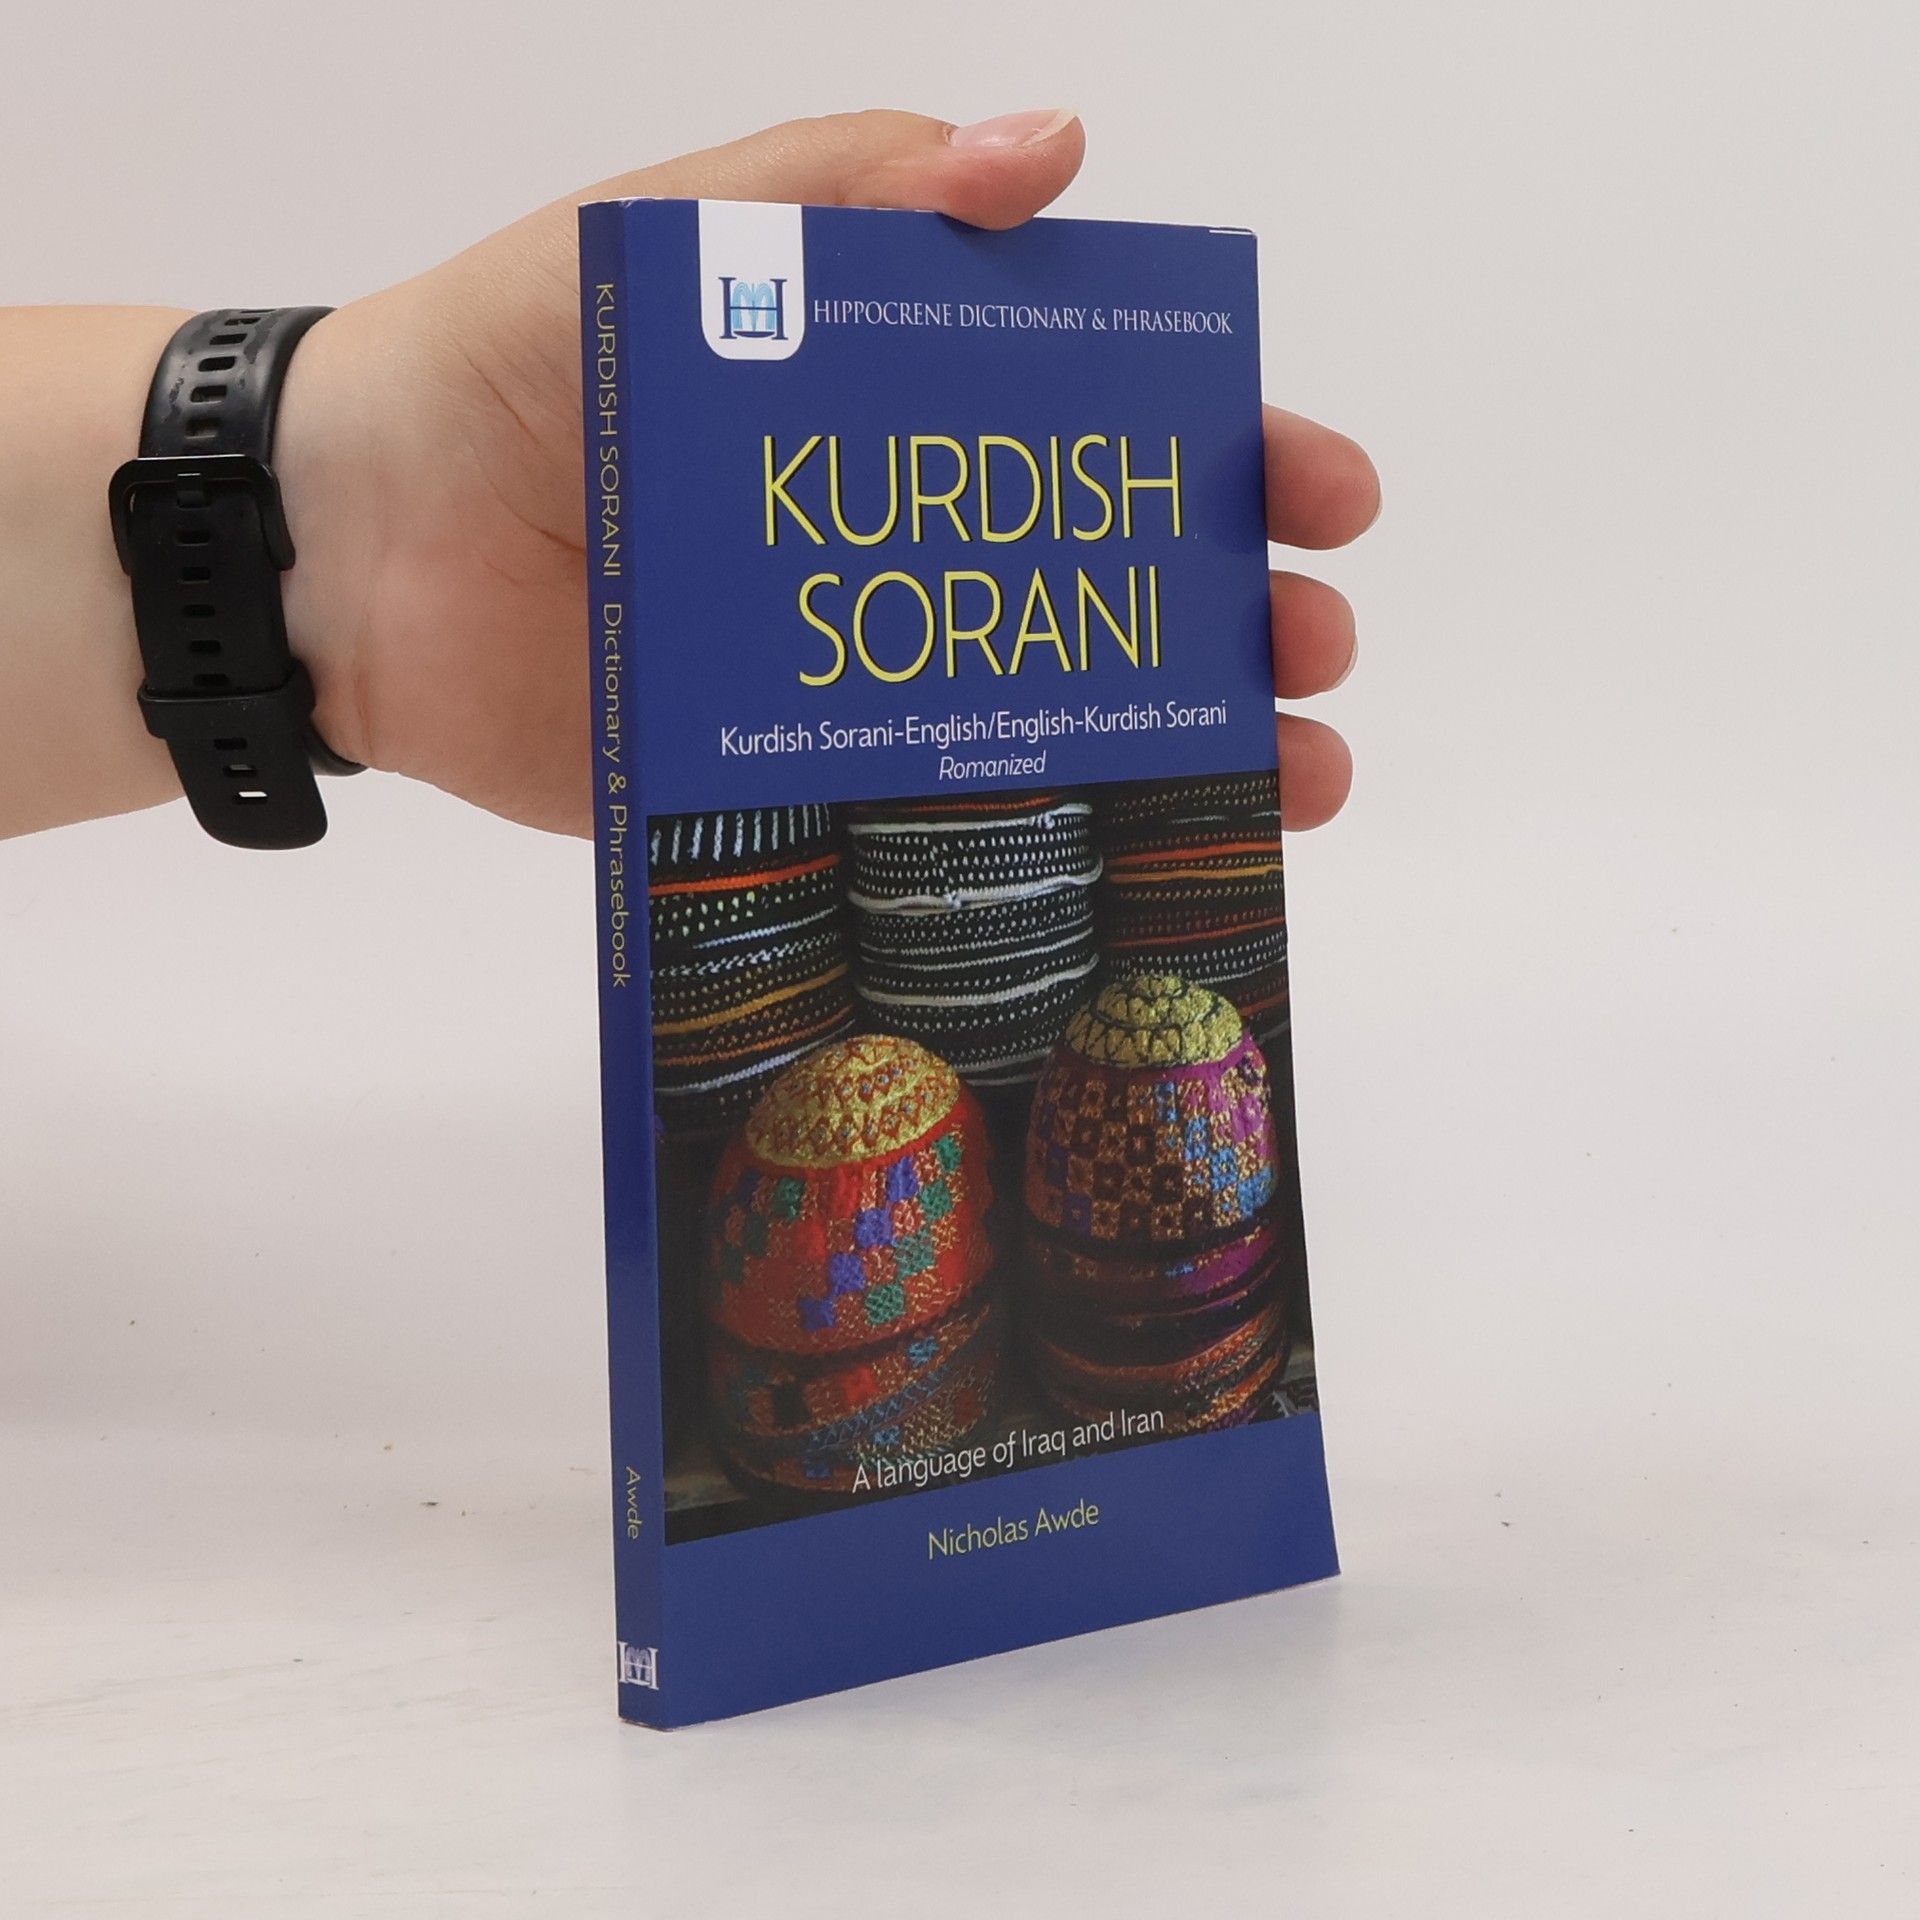 KURDISH SORANI Dictionary & Phrasebook
Awde
HIPPOCRENE DICTIONARY & PHRASEBOOK
KURDISH
SORANI
Kurdish Sorani-English/English-Kurdish Sorani
Romanized
A language of Iraq and Iran
Nicholas Awde